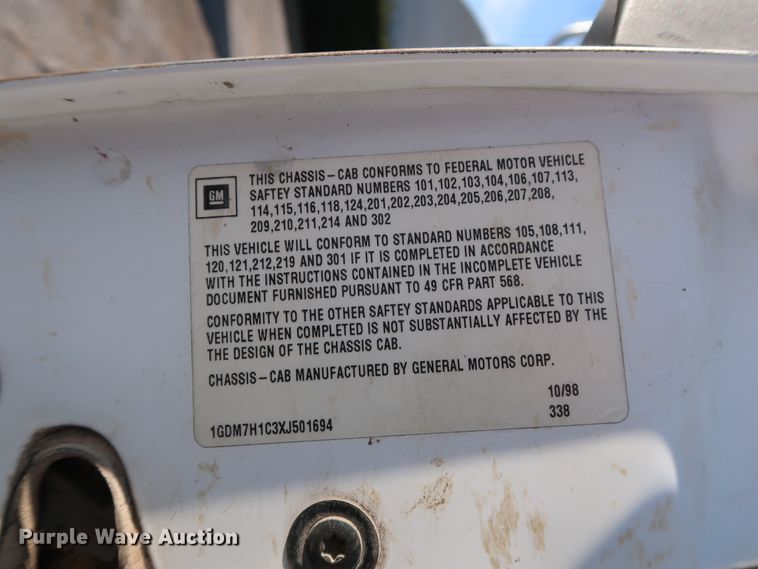 GM
THIS CHASSIS-CAB CONFORMS TO FEDERAL MOTOR VEHICLE
SAFTEY STANDARD NUMBERS 101,102,103,104,106,107,113,
114,115,116,118,124,201,202,203,204,205,206,207,208,
209,210,211,214 AND 302
THIS VEHICLE WILL CONFORM TO STANDARD NUMBERS 105,108,111,
120,121,212,219 AND 301 IF IT IS COMPLETED IN ACCORDANCE
WITH THE INSTRUCTIONS CONTAINED IN THE INCOMPLETE VEHICLE
DOCUMENT FURNISHED PURSUANT TO 49 CFR PART 568.
CONFORMITY TO THE OTHER SAFTEY STANDARDS APPLICABLE TO THIS
VEHICLE WHEN COMPLETED IS NOT SUBSTANTIALLY AFFECTED BY THE
THE DESIGN OF THE CHASSIS CAB.
CHASSIS-CAB MANUFACTURED BY GENERAL MOTORS CORP.
10/98
1GDM7H1C3XJ501694 338
Purple Wave Auction